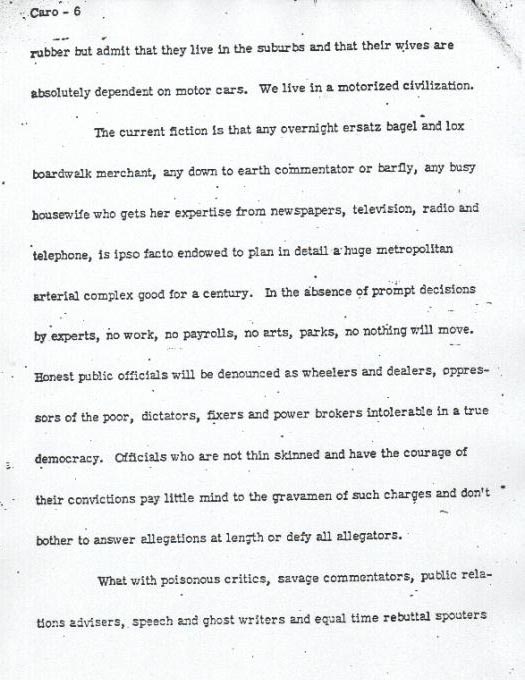 Caro - 6
rubber but admit that they live in the suburbs and that their wives are
absolutely dependent on motor cars. We live in a motorized civilization.
The current fiction is that any overnight ersatz bagel and lox
boardwalk merchant, any down to earth commentator or barfly, any busy
housewife who gets her expertise from newspapers, television, radio and
telephone, is ipso facto endowed to plan in detail a huge metropolitan
arterial complex good for a century. In the absence of prompt decisions
by experts, no work, no payrolls, no arts, parks, no nothing will move.
Honest public officials will be denounced as wheelers and dealers, oppres-
sors of the poor, dictators, fixers and power brokers intolerable in a true
democracy. Officials who are not thin skinned and have the courage of
their convictions pay little mind to the gravamen of such charges and don't
bother to answer allegations at length or defy all allegators.
What with poisonous critics, savage commentators, public rela-
tions advisers, speech and ghost writers and equal time rebuttal spouters